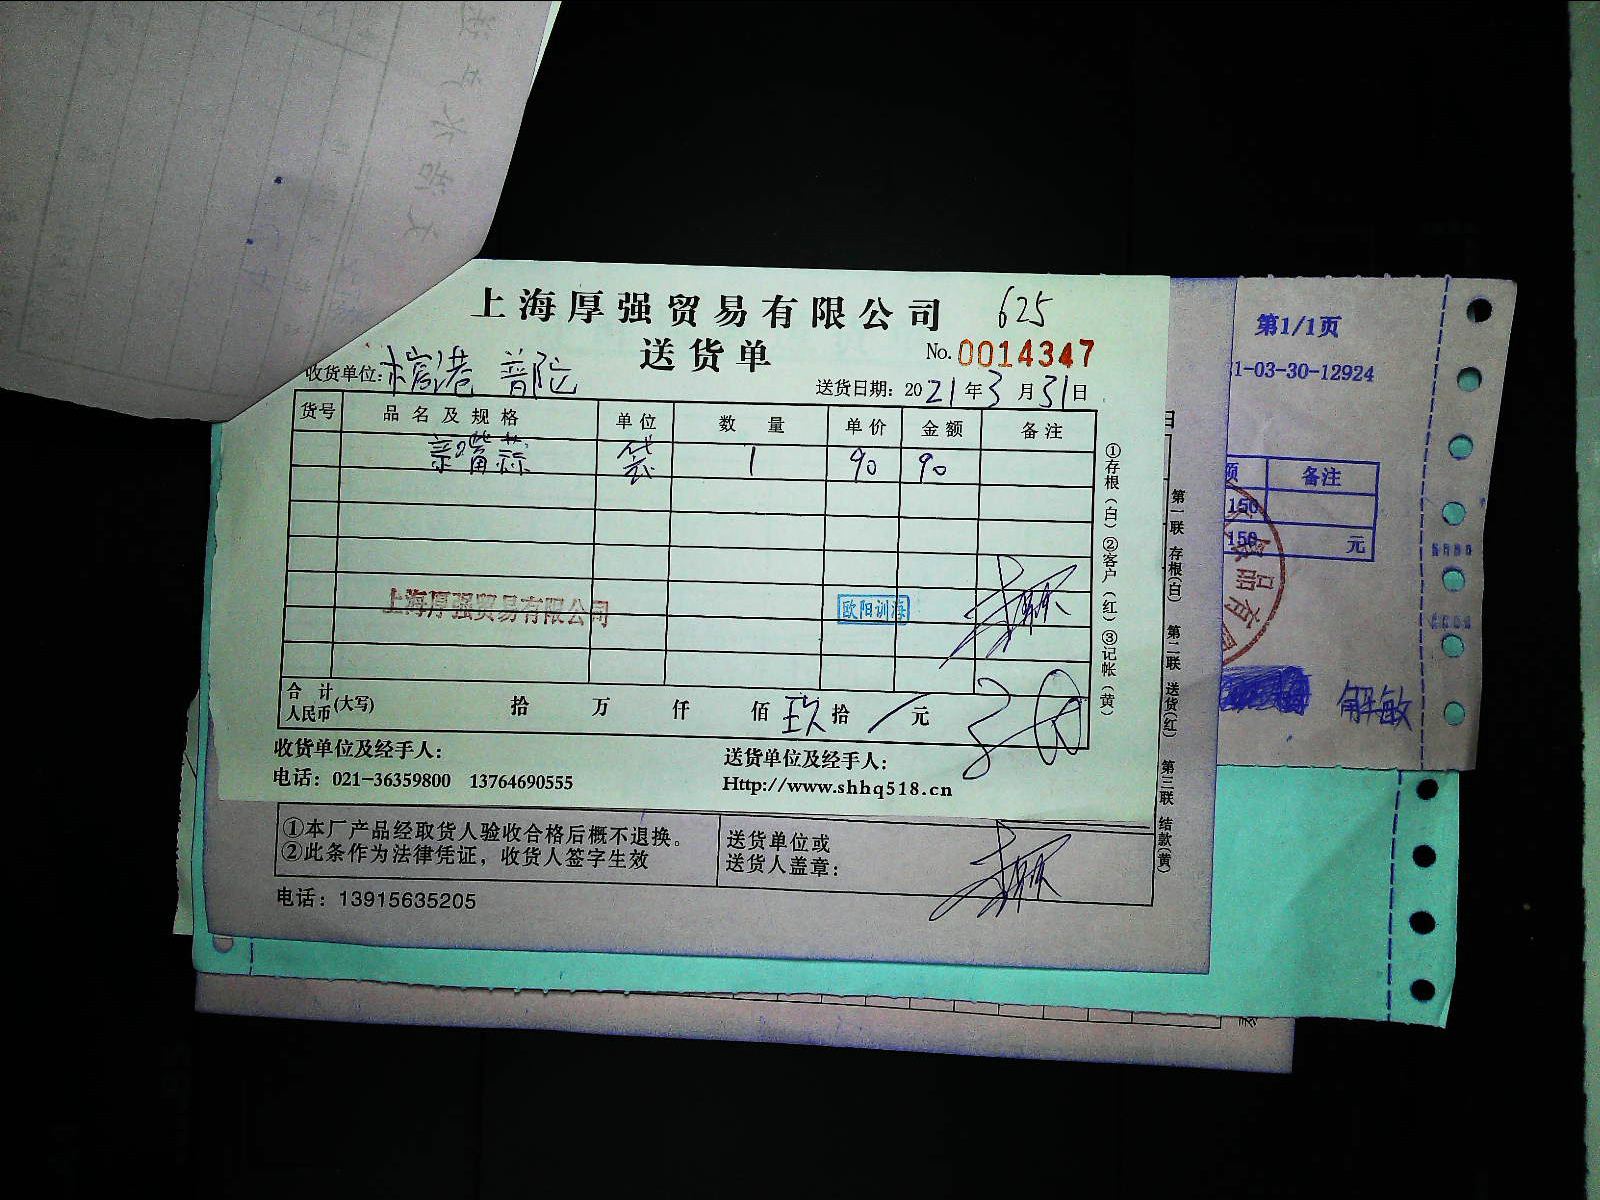 上海厚强贸易有限公司 625
送货单 No.0014347
收货单位: 港 普陀 送货日期: 2021年3月31日
货号 品名及规格 单位 数量 单价 金额 备注
袋 1 90 90
上海厚强贸易有限公司 欧阳训海
合计人民币(大写) 拾 万 仟 佰 玖拾 元
收货单位及经手人: 送货单位及经手人:
电话: 021-36359800 13764690555 Http://www.shhq518.cn
①存根(白)②客户(红)③记帐(黄)
第一联 存根(白) 第二联 送货(红) 第三联 结款(黄)
①本厂产品经取货人验收合格后概不退换。
②此条作为法律凭证，收货人签字生效
送货单位或
送货人盖章:
电话: 13915635205
第1/1页
1-03-30-12924
额 备注
150
150 元
品有限
解敏